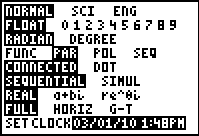 NORMAL SCI ENG
FLOAT 0 1 2 3 4 5 6 7 8 9
RADIAN DEGREE
FUNC PAR POL SEQ
CONNECTED DOT
SEQUENTIAL SIMUL
REAL a+bi re^θi
FULL HORIZ G-T
SET CLOCK 03/01/10 1:43PM